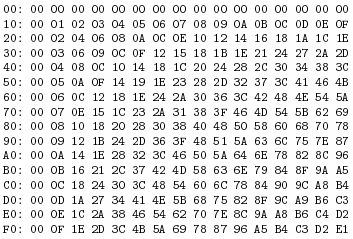 00: 00 00 00 00 00 00 00 00 00 00 00 00 00 00 00 00
10: 00 01 02 03 04 05 06 07 08 09 0A 0B 0C 0D 0E 0F
20: 00 02 04 06 08 0A 0C 0E 10 12 14 16 18 1A 1C 1E
30: 00 03 06 09 0C 0F 12 15 18 1B 1E 21 24 27 2A 2D
40: 00 04 08 0C 10 14 18 1C 20 24 28 2C 30 34 38 3C
50: 00 05 0A 0F 14 19 1E 23 28 2D 32 37 3C 41 46 4B
60: 00 06 0C 12 18 1E 24 2A 30 36 3C 42 48 4E 54 5A
70: 00 07 0E 15 1C 23 2A 31 38 3F 46 4D 54 5B 62 69
80: 00 08 10 18 20 28 30 38 40 48 50 58 60 68 70 78
90: 00 09 12 1B 24 2D 36 3F 48 51 5A 63 6C 75 7E 87
A0: 00 0A 14 1E 28 32 3C 46 50 5A 64 6E 78 82 8C 96
B0: 00 0B 16 21 2C 37 42 4D 58 63 6E 79 84 8F 9A A5
C0: 00 0C 18 24 30 3C 48 54 60 6C 78 84 90 9C A8 B4
D0: 00 0D 1A 27 34 41 4E 5B 68 75 82 8F 9C A9 B6 C3
E0: 00 0E 1C 2A 38 46 54 62 70 7E 8C 9A A8 B6 C4 D2
F0: 00 0F 1E 2D 3C 4B 5A 69 78 87 96 A5 B4 C3 D2 E1